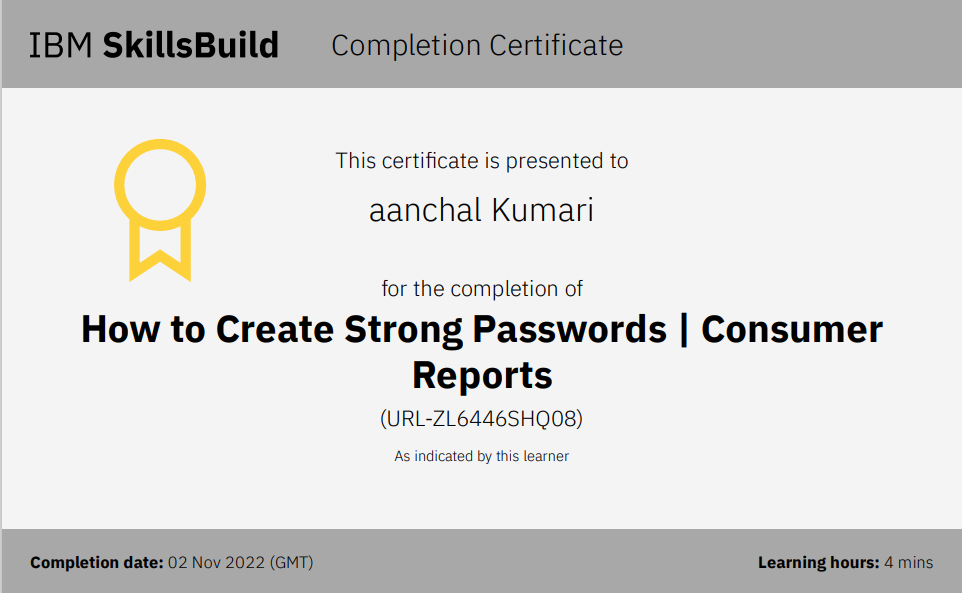 IBM SkillsBuild Completion Certificate
This certificate is presented to
aanchal Kumari
for the completion of
How to Create Strong Passwords | Consumer
Reports
(URL-ZL6446SHQ08)
As indicated by this learner
Completion date: 02 Nov 2022 (GMT) Learning hours: 4 mins